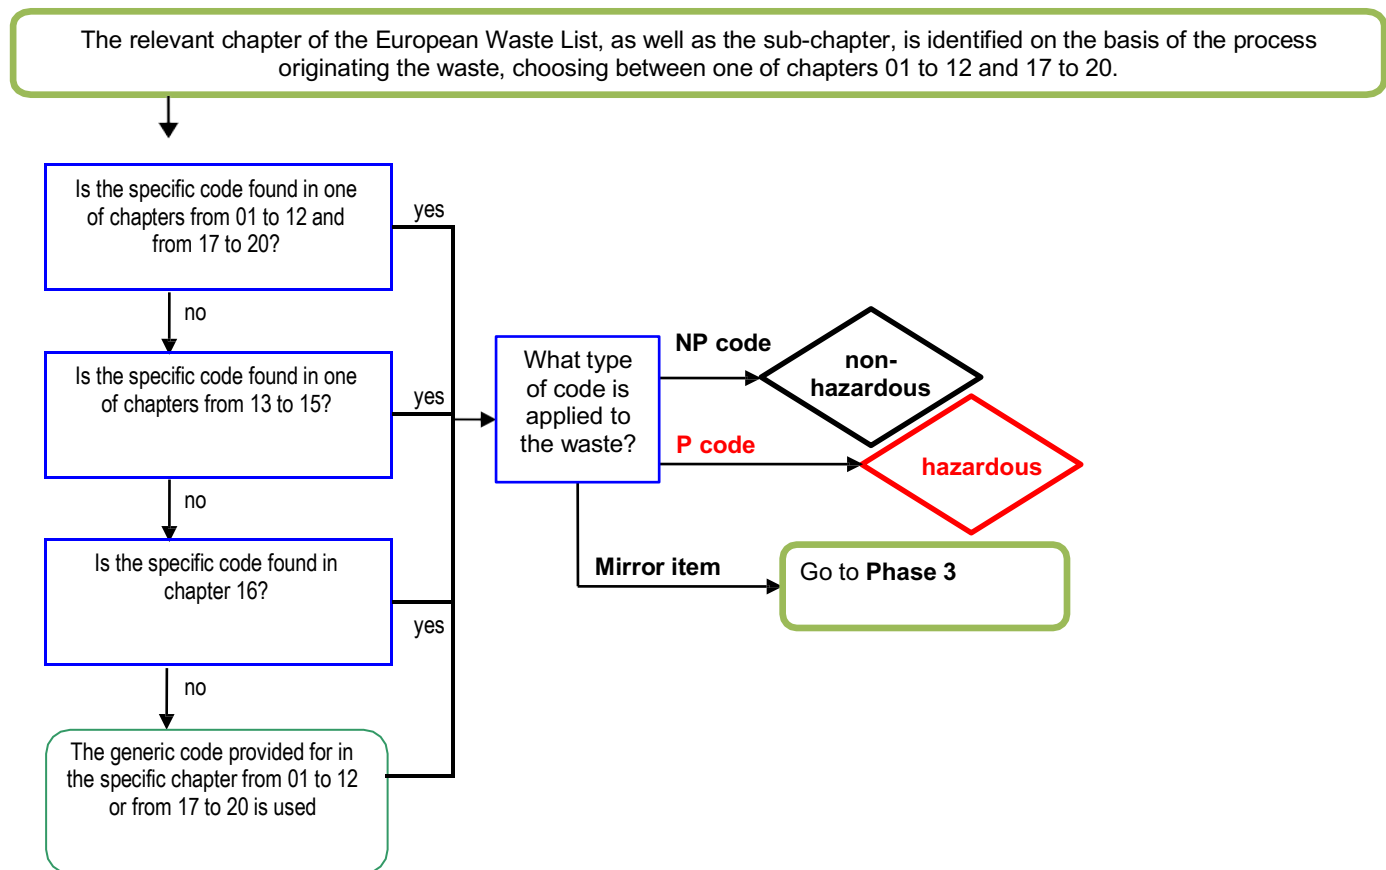 The relevant chapter of the European Waste List, as well as the sub-chapter, is identified on the basis of the process
originating the waste, choosing between one of chapters 01 to 12 and 17 to 20.
Is the specific code found in one
of chapters from 01 to 12 and
from 17 to 20?
yes
no
Is the specific code found in one
of chapters from 13 to 15?
yes
no
Is the specific code found in
chapter 16?
yes
no
The generic code provided for in
the specific chapter from 01 to 12
or from 17 to 20 is used
What type
of code is
applied to
the waste?
NP code
non-
hazardous
P code
hazardous
Mirror item
Go to Phase 3